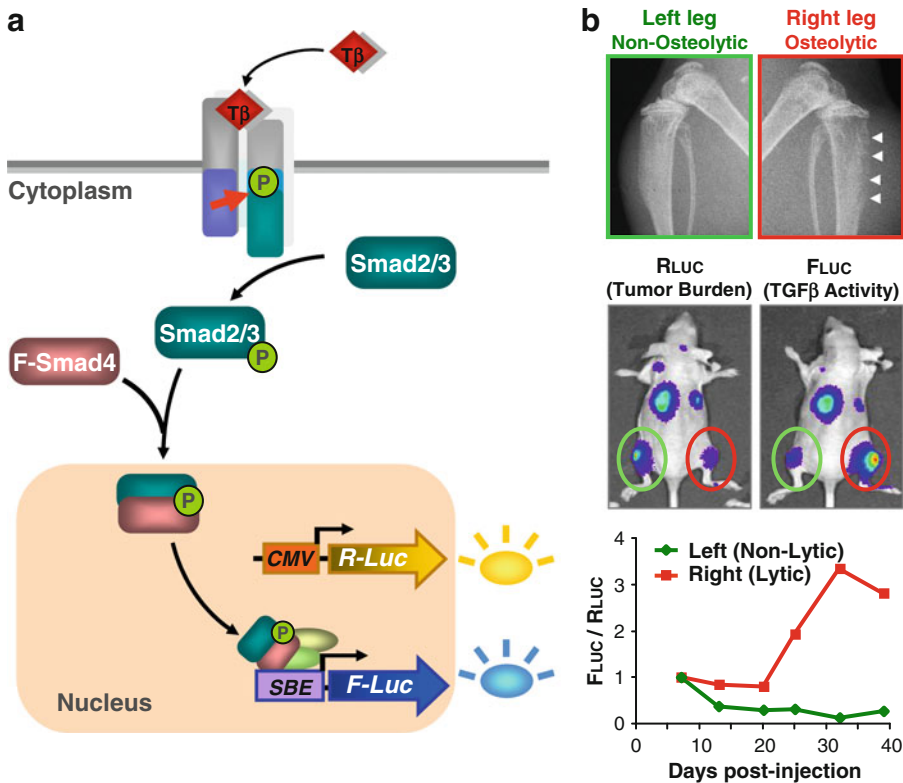 a
Tβ
Tβ
P
Cytoplasm
Smad2/3
Smad2/3
P
F-Smad4
P
CMV
R-Luc
P
SBE
F-Luc
Nucleus
b
Left leg
Non-Osteolytic
Right leg
Osteolytic
RLUC
(Tumor Burden)
FLUC
(TGFβ Activity)
4
3
2
1
0
FLUC / RLUC
Left (Non-Lytic)
Right (Lytic)
0
10
20
30
40
Days post-injection